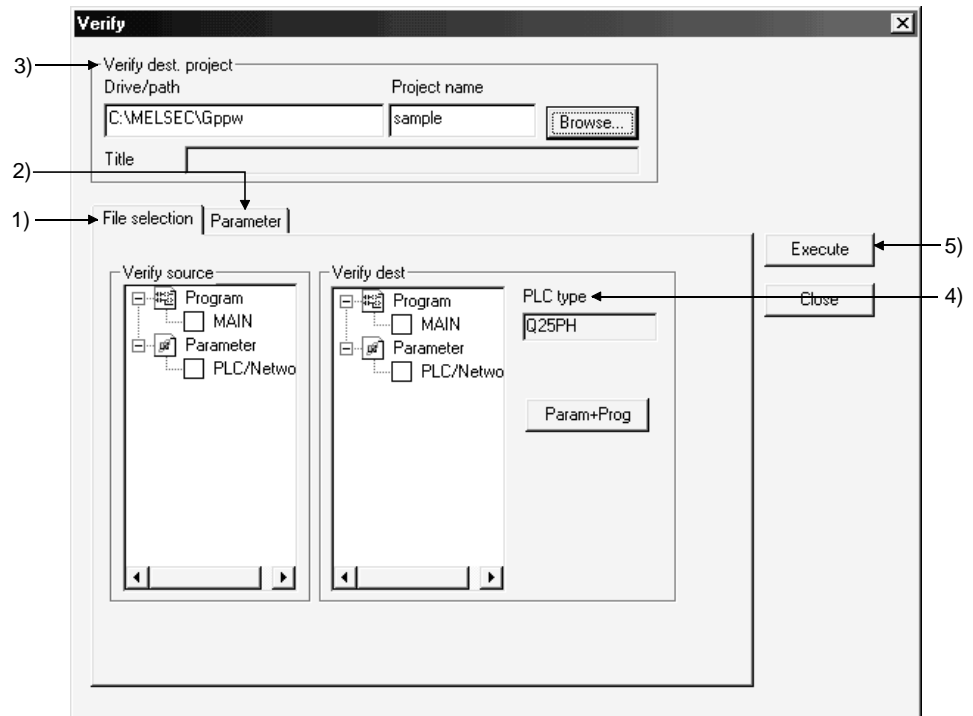 Verify
3)
Verify dest. project
Drive/path
Project name
C:\MELSEC\Gppw
sample
Browse...
Title
2)
1)
File selection
Parameter
Execute
5)
Verify source
Verify dest
Program
MAIN
Parameter
PLC/Netwo
Program
MAIN
Parameter
PLC/Netwo
PLC type
4)
Q25PH
Close
Param+Prog